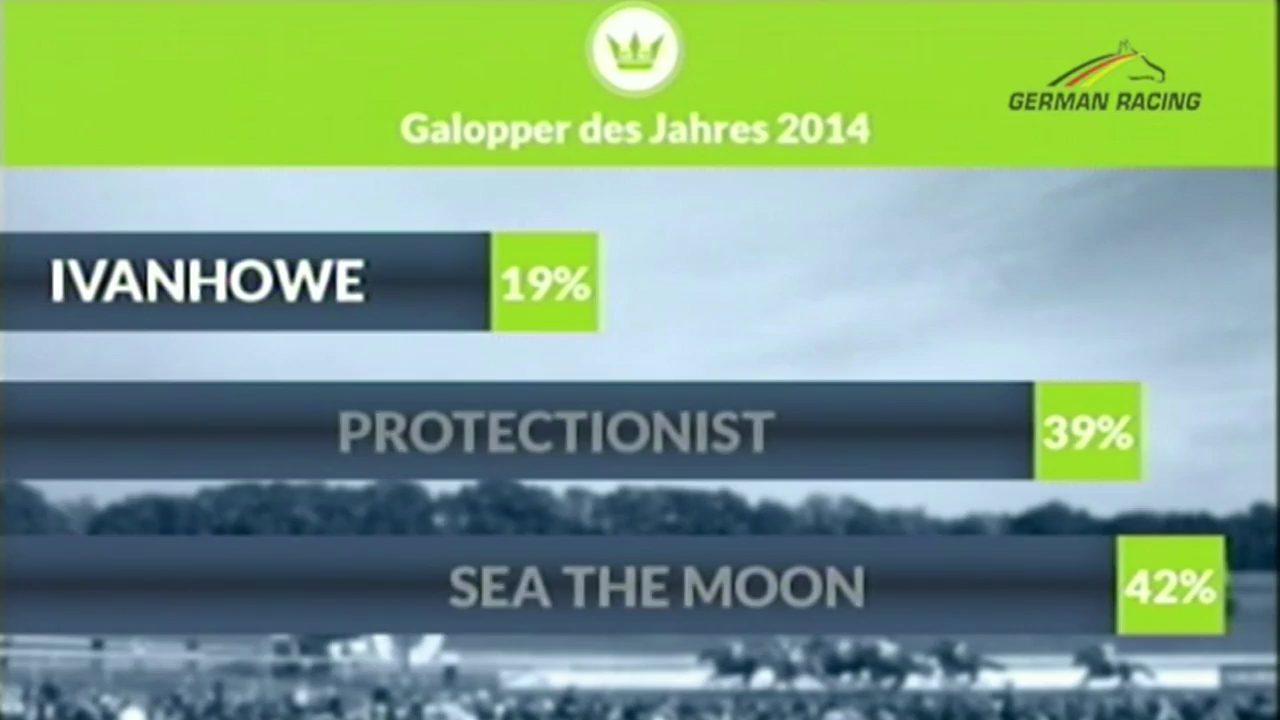 Galopper des Jahres 2014
GERMAN RACING
IVANHOWE 19%
PROTECTIONIST 39%
SEA THE MOON 42%